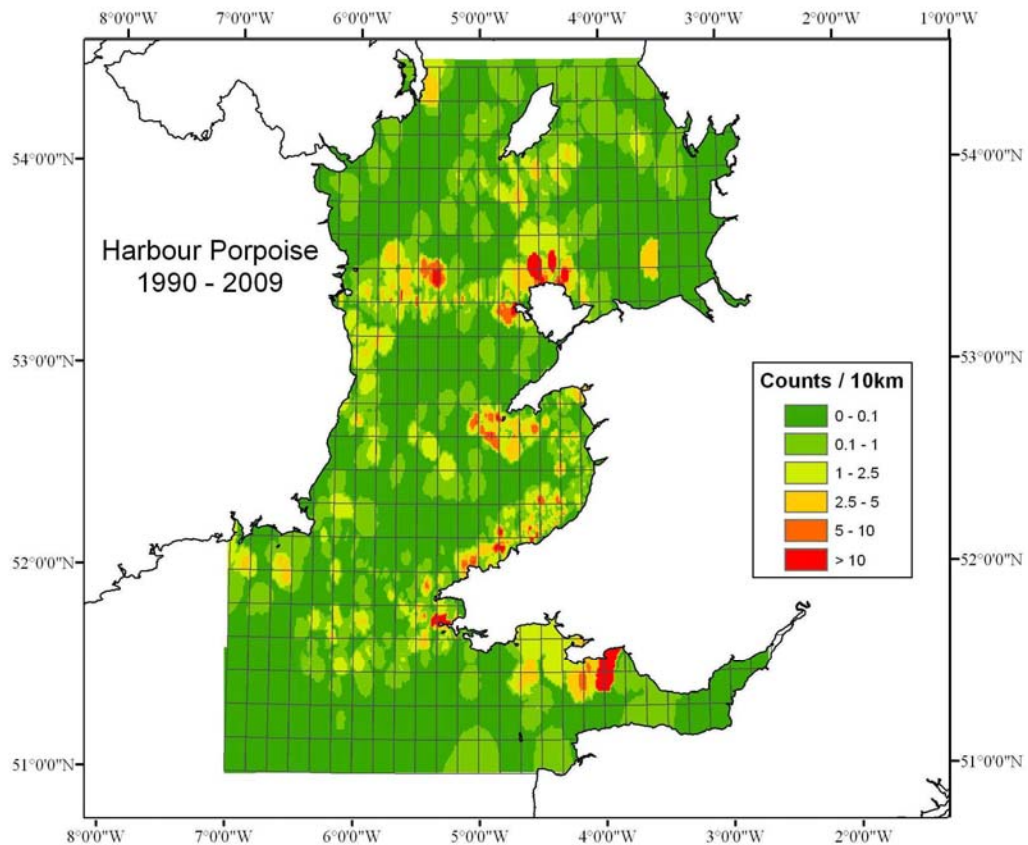 8°0'0"W 7°0'0"W 6°0'0"W 5°0'0"W 4°0'0"W 3°0'0"W 2°0'0"W 1°0'0"W
54°0'0"N 54°0'0"N
Harbour Porpoise
1990 - 2009
53°0'0"N 53°0'0"N
Counts / 10km
0 - 0.1
0.1 - 1
1 - 2.5
2.5 - 5
5 - 10
> 10
52°0'0"N 52°0'0"N
51°0'0"N 51°0'0"N
8°0'0"W 7°0'0"W 6°0'0"W 5°0'0"W 4°0'0"W 3°0'0"W 2°0'0"W